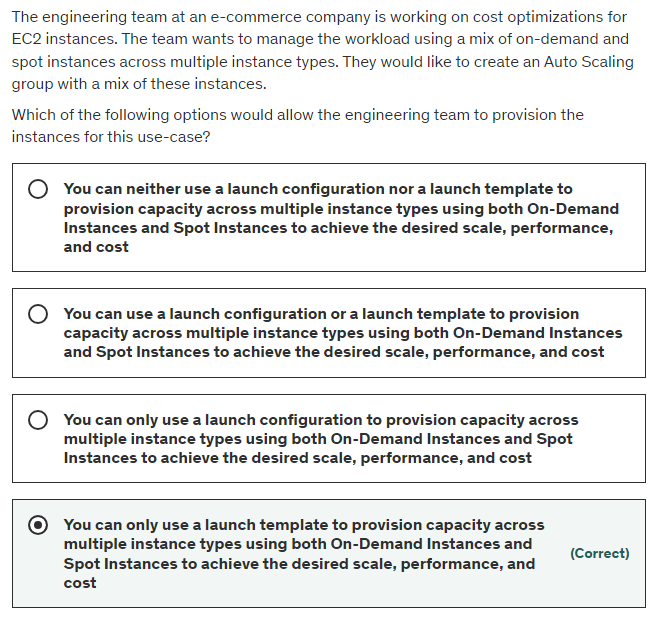 The engineering team at an e-commerce company is working on cost optimizations for
EC2 instances. The team wants to manage the workload using a mix of on-demand and
spot instances across multiple instance types. They would like to create an Auto Scaling
group with a mix of these instances.
Which of the following options would allow the engineering team to provision the
instances for this use-case?
You can neither use a launch configuration nor a launch template to
provision capacity across multiple instance types using both On-Demand
Instances and Spot Instances to achieve the desired scale, performance,
and cost
You can use a launch configuration or a launch template to provision
capacity across multiple instance types using both On-Demand Instances
and Spot Instances to achieve the desired scale, performance, and cost
You can only use a launch configuration to provision capacity across
multiple instance types using both On-Demand Instances and Spot
Instances to achieve the desired scale, performance, and cost
You can only use a launch template to provision capacity across
multiple instance types using both On-Demand Instances and
Spot Instances to achieve the desired scale, performance, and
cost
(Correct)